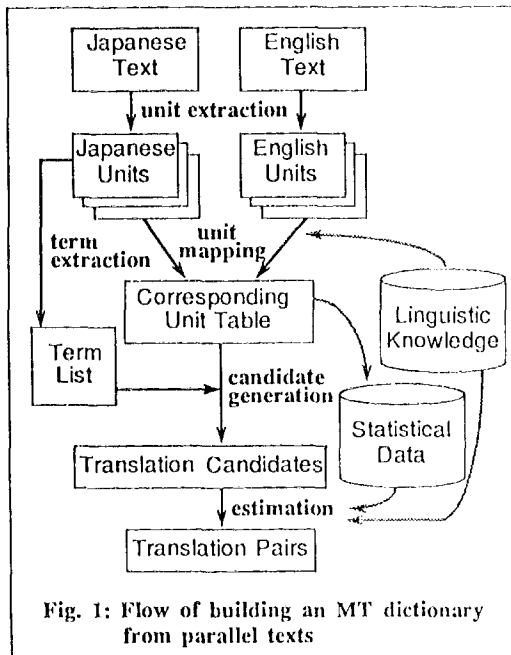 Japanese Text
English Text
unit extraction
Japanese Units
English Units
term extraction
unit mapping
Corresponding Unit Table
Linguistic Knowledge
Term List
candidate generation
Statistical Data
Translation Candidates
estimation
Translation Pairs
Fig. 1: Flow of building an MT dictionary
from parallel texts